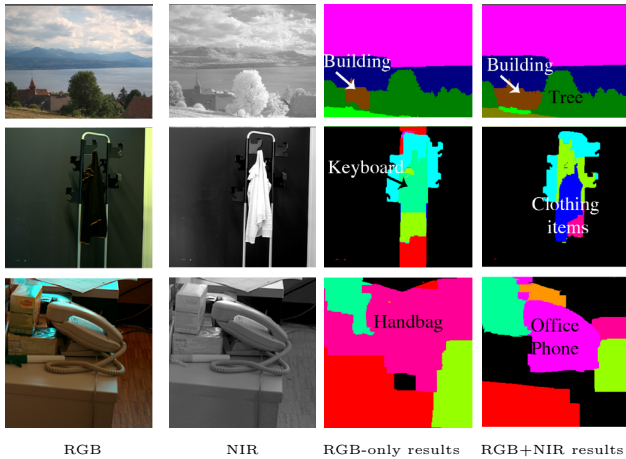 Building
Building
Tree
Keyboard
Clothing
items
Handbag
Office
Phone
RGB
NIR
RGB-only results
RGB+NIR results